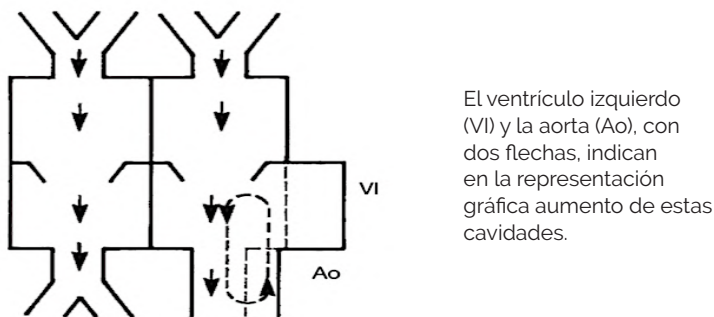 El ventrículo izquierdo
(VI) y la aorta (Ao), con
dos flechas, indican
en la representación
gráfica aumento de estas
cavidades.
VI
Ao